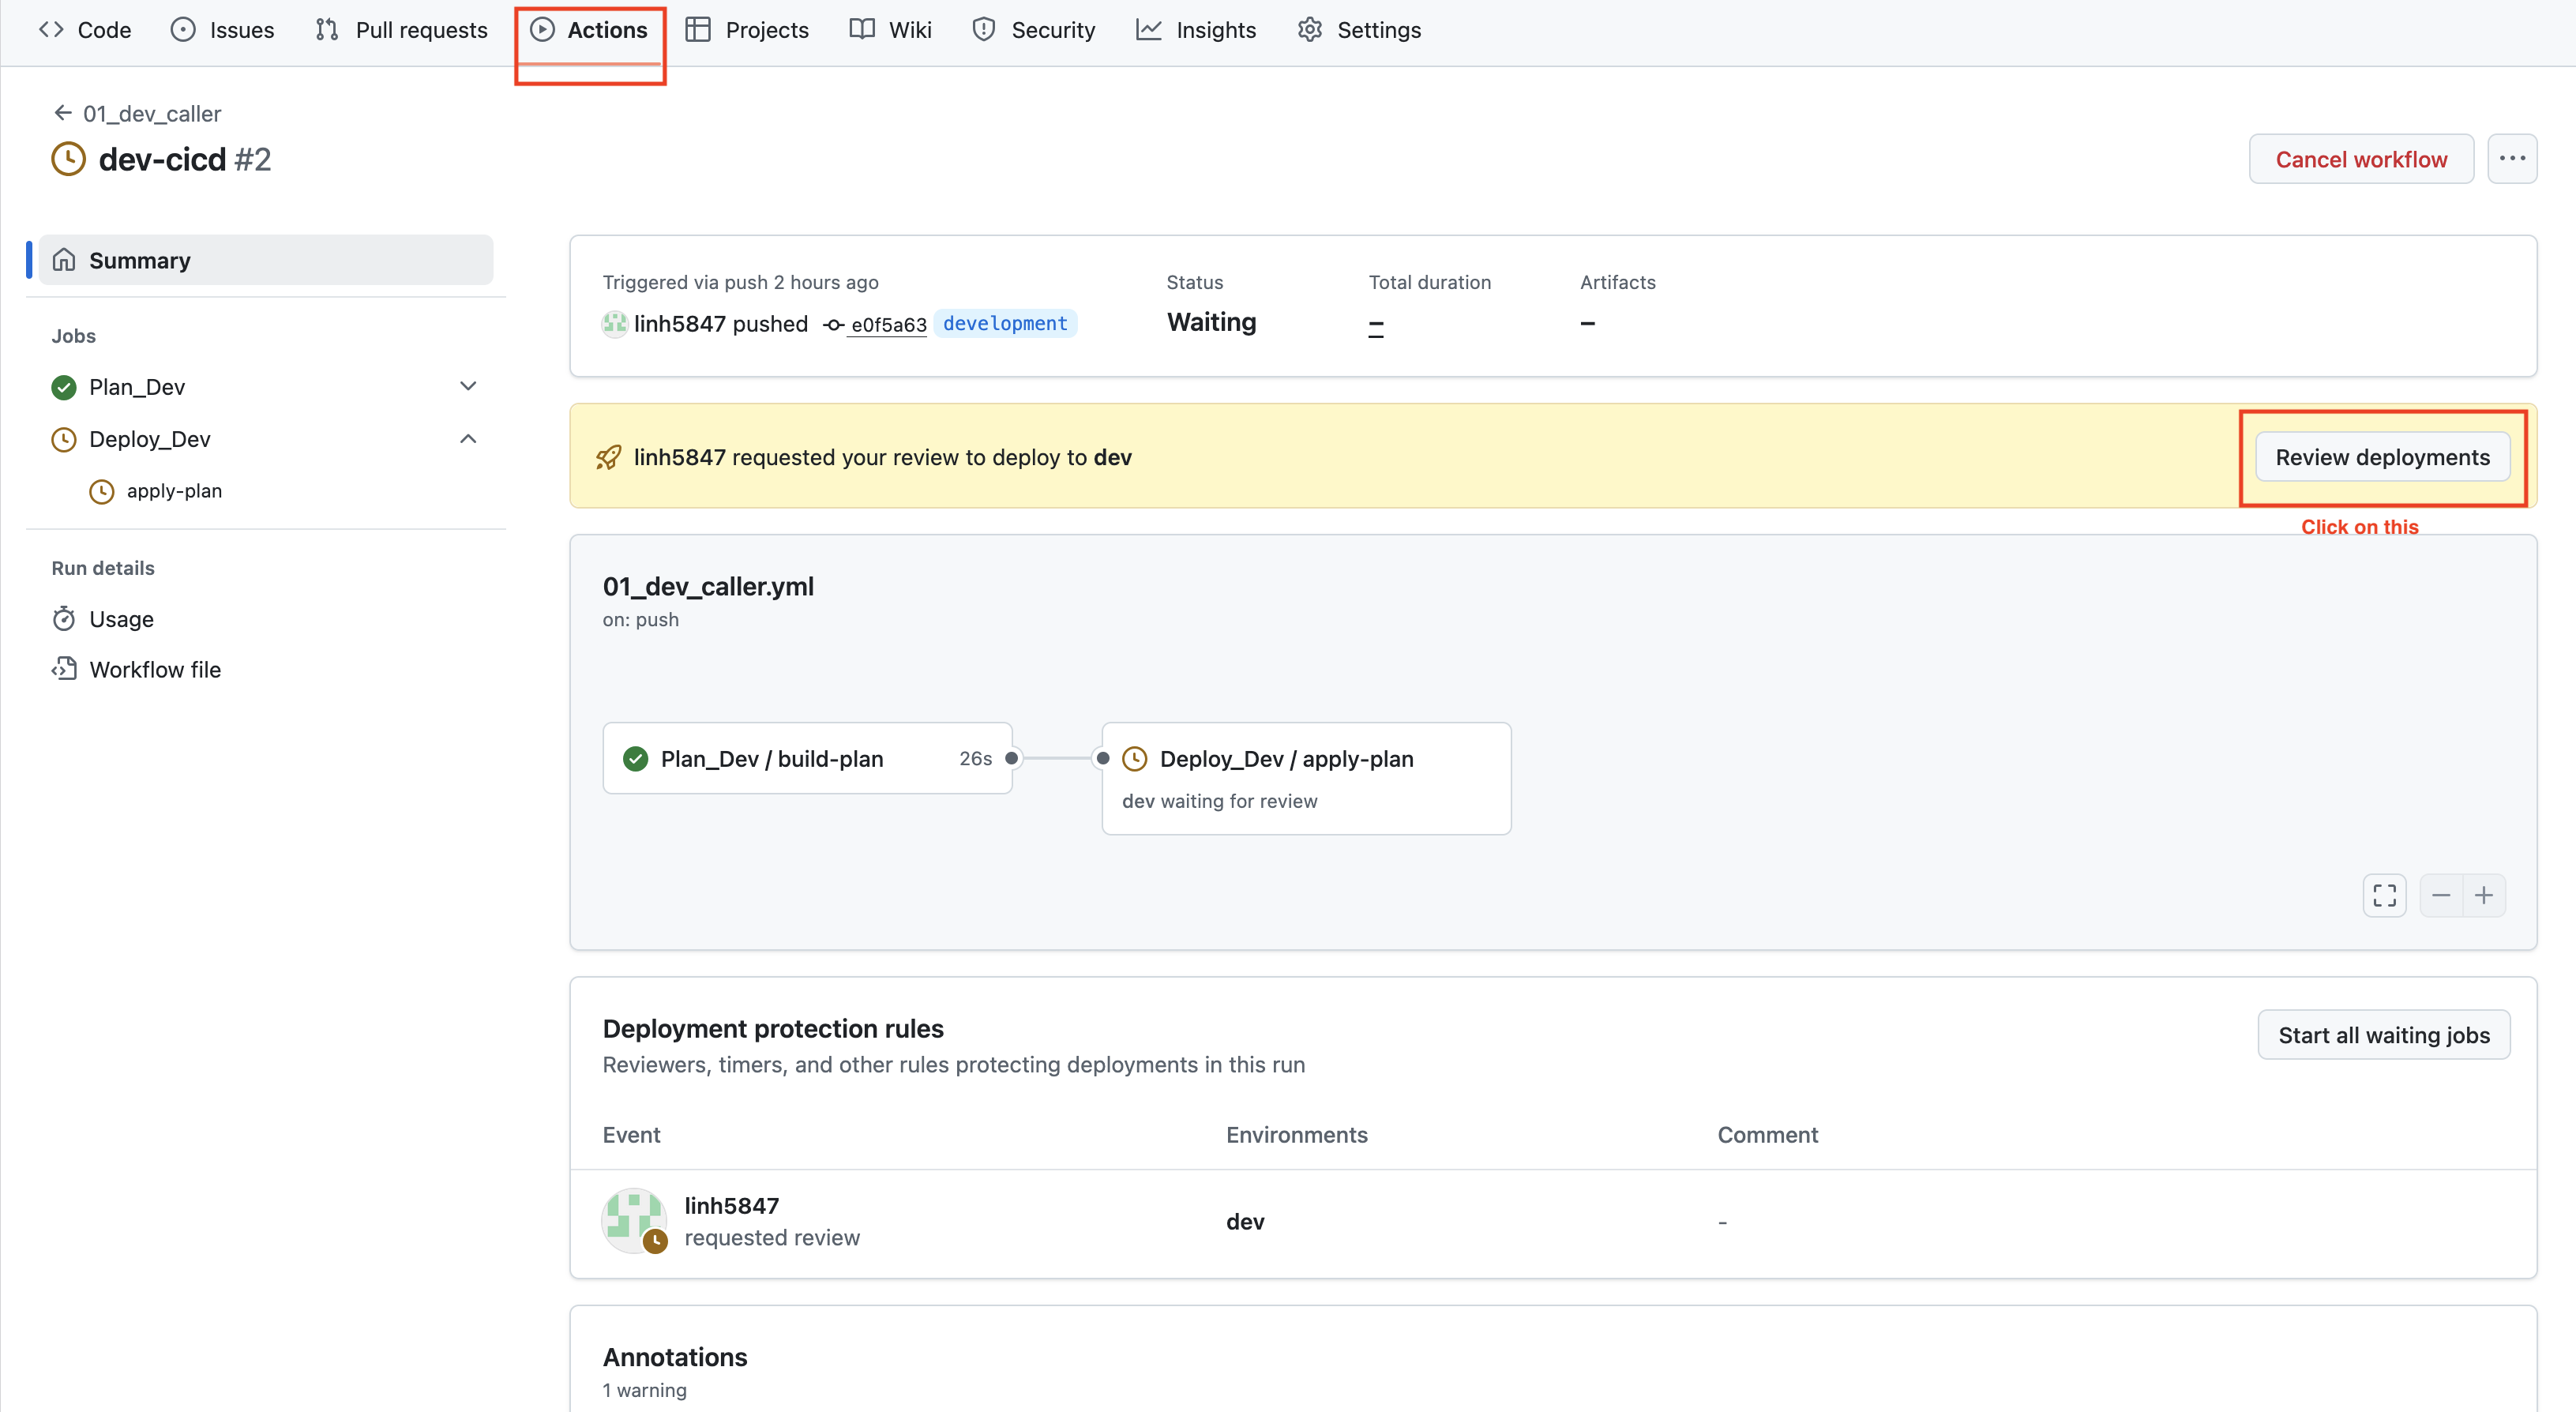 Code Issues Pull requests Actions Projects Wiki Security Insights Settings
01_dev_caller
dev-cicd #2
Cancel workflow
Summary
Jobs
Plan_Dev
Deploy_Dev
apply-plan
Run details
Usage
Workflow file
Triggered via push 2 hours ago
linh5847 pushed e0f5a63 development
Status
Waiting
Total duration
–
Artifacts
–
linh5847 requested your review to deploy to dev
Review deployments
Click on this
01_dev_caller.yml
on: push
Plan_Dev / build-plan 26s
Deploy_Dev / apply-plan
dev waiting for review
Deployment protection rules
Reviewers, timers, and other rules protecting deployments in this run
Start all waiting jobs
Event Environments Comment
linh5847
requested review
dev
-
Annotations
1 warning